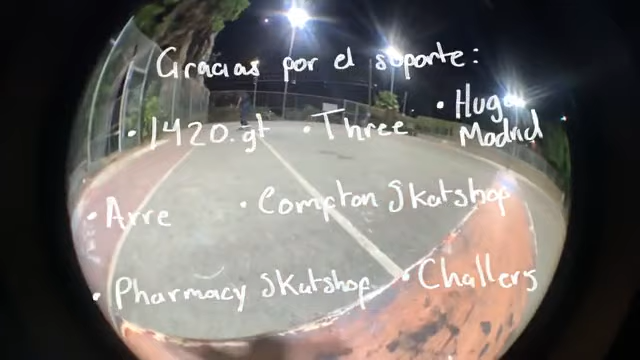 Gracias por el soporte:
• 1420.gt • Three • Hugo Madrid
• Arre • Compton Skatshop
• Pharmacy Skatshop • Challers